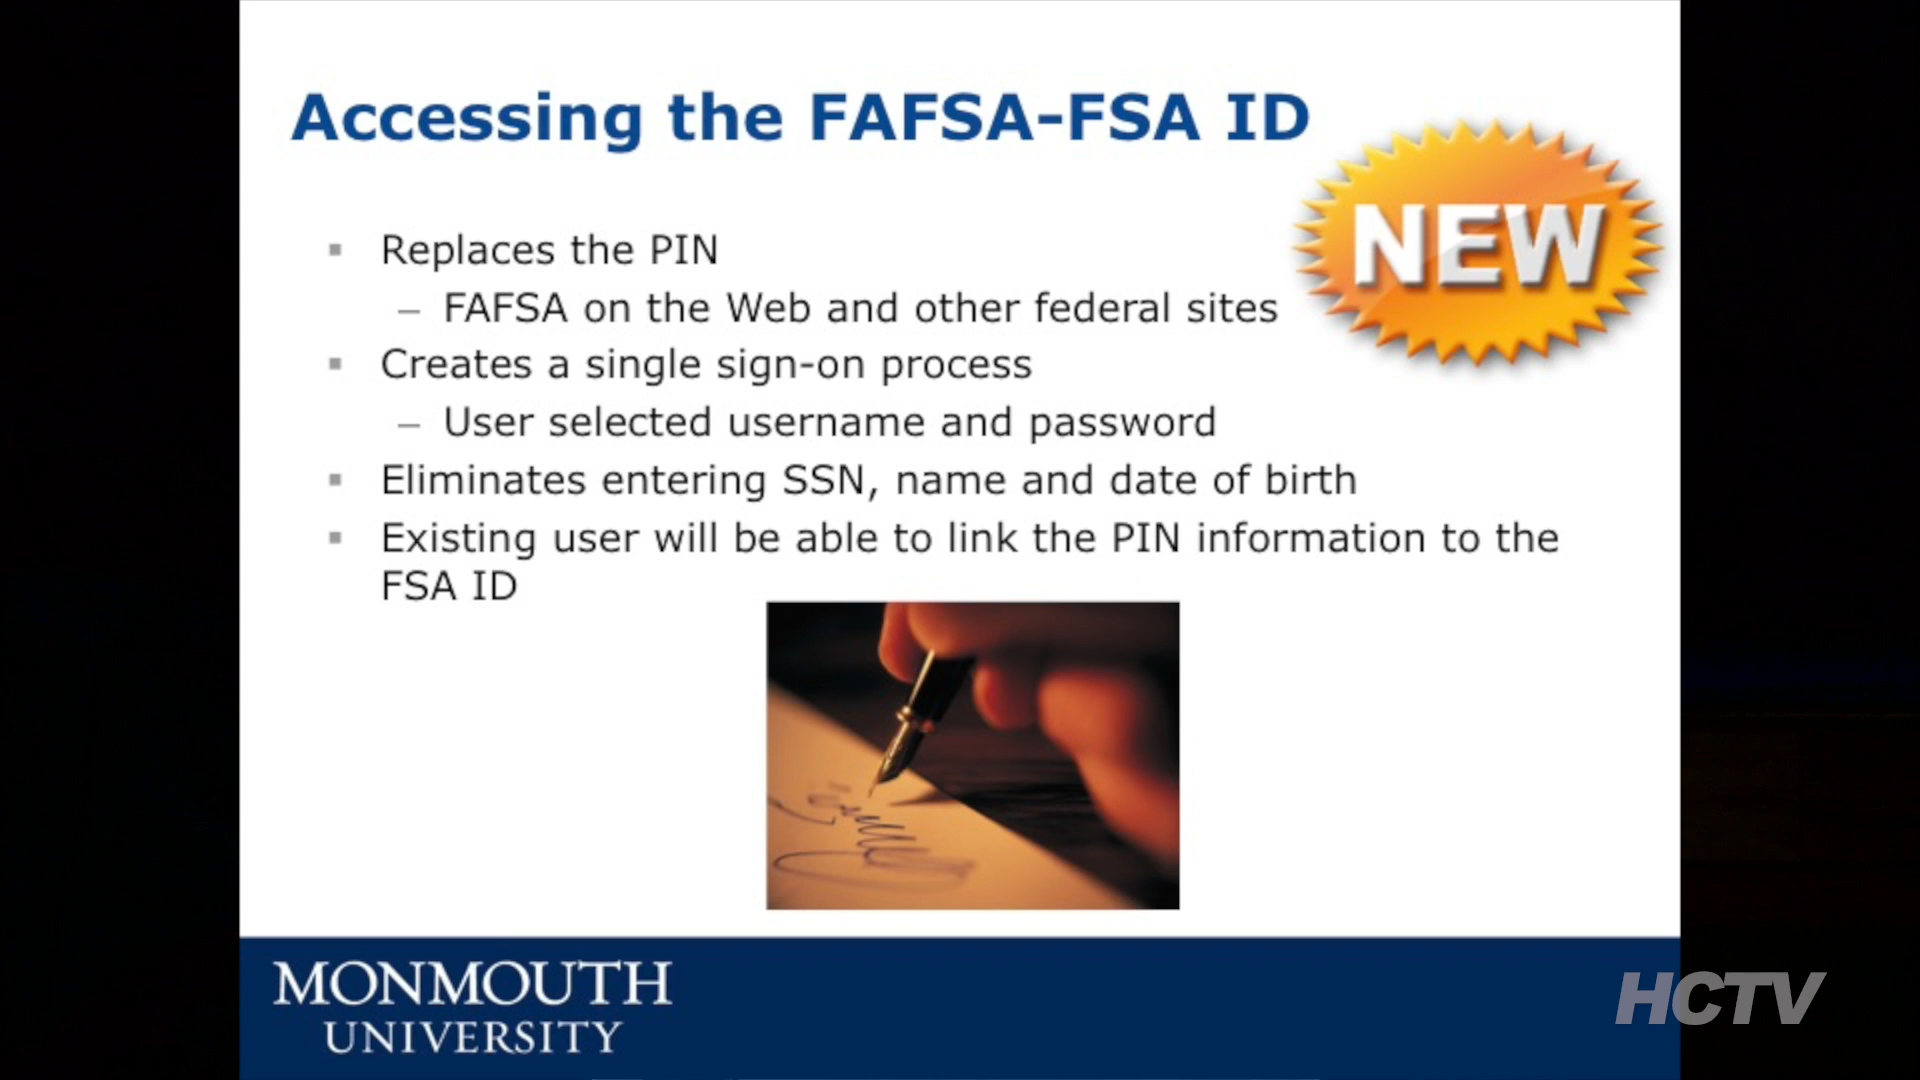 Accessing the FAFSA-FSA ID
NEW
▪ Replaces the PIN
– FAFSA on the Web and other federal sites
▪ Creates a single sign-on process
– User selected username and password
▪ Eliminates entering SSN, name and date of birth
▪ Existing user will be able to link the PIN information to the
FSA ID
MONMOUTH
UNIVERSITY
HCTV